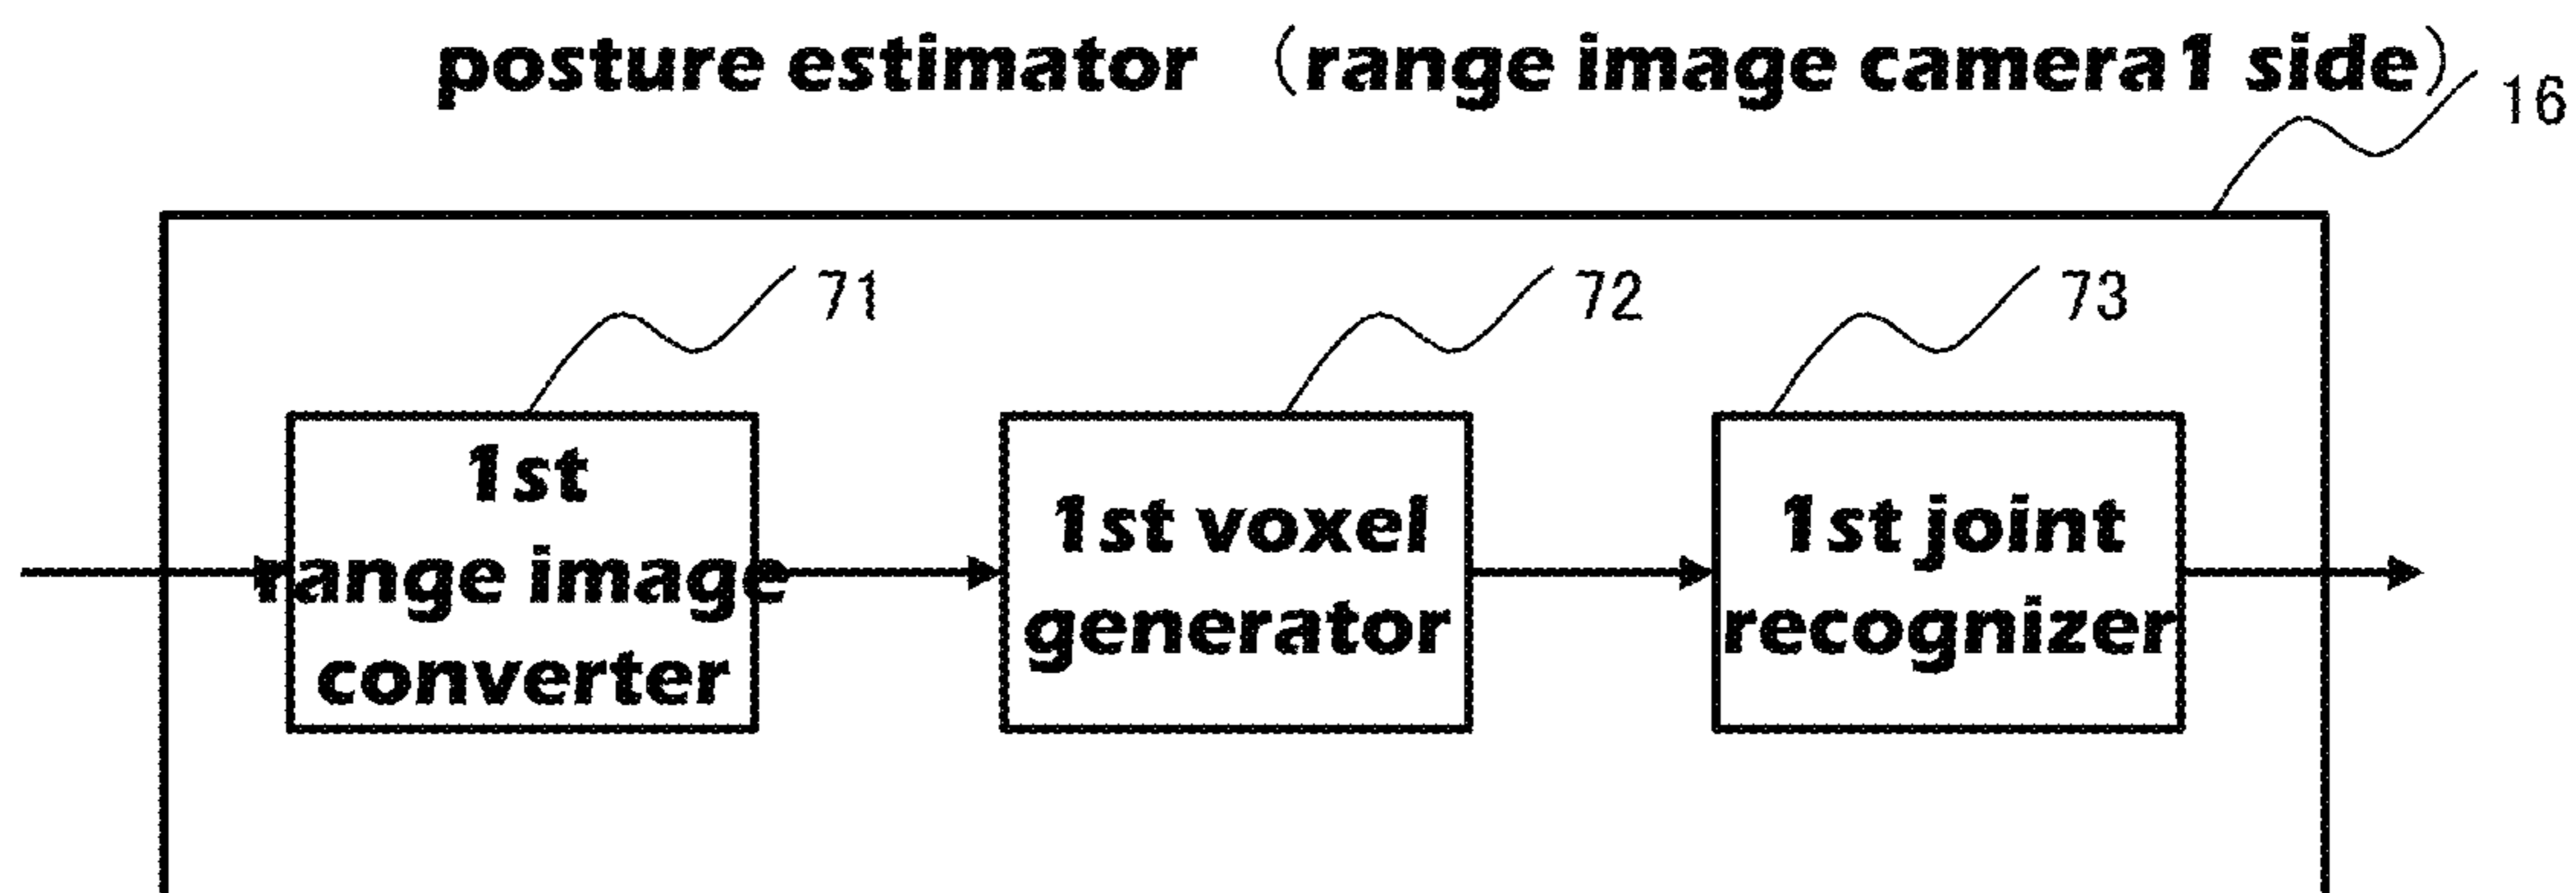 posture estimator （range image camera1 side）
16
71
72
73
1st
range image
converter
1st voxel
generator
1st joint
recognizer